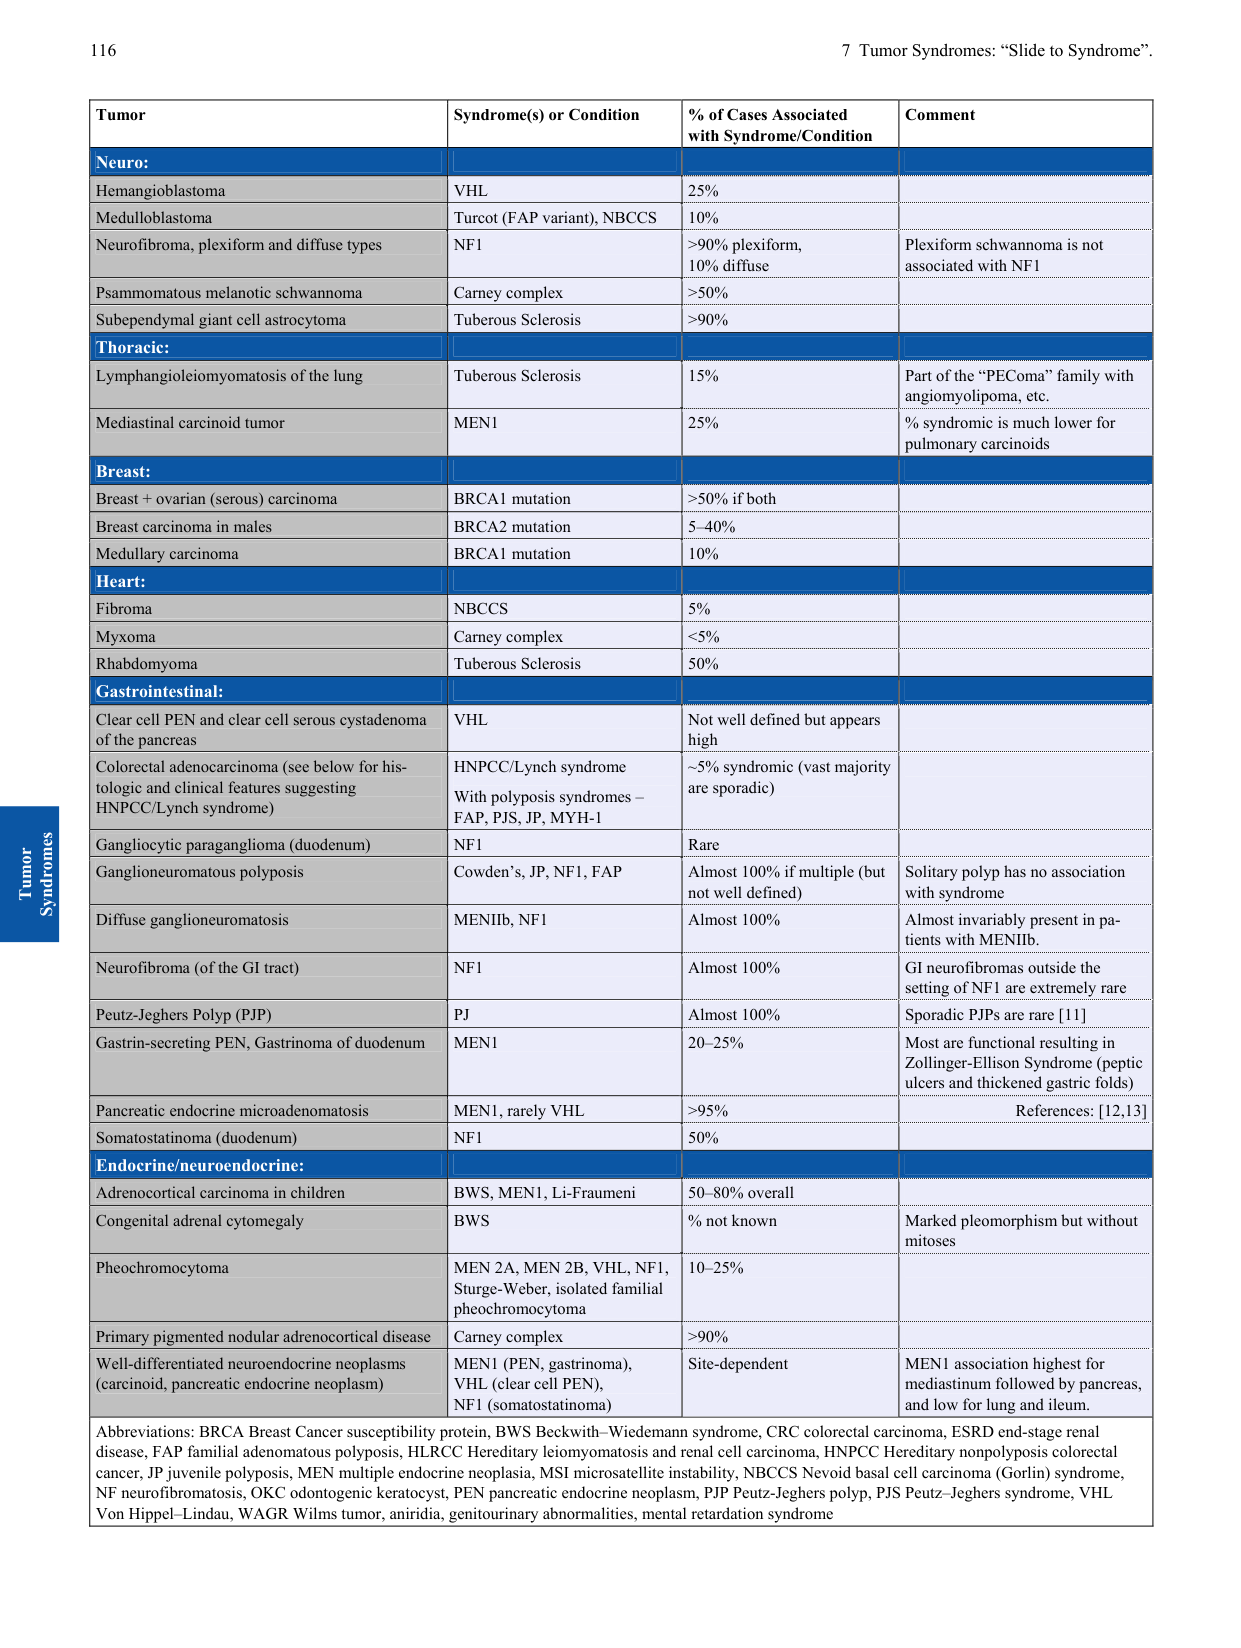 116
7 Tumor Syndromes: “Slide to Syndrome”.
Tumor
Syndrome(s) or Condition
% of Cases Associated
with Syndrome/Condition
Comment
Neuro:
Hemangioblastoma
VHL
25%
Medulloblastoma
Turcot (FAP variant), NBCCS
10%
Neurofibroma, plexiform and diffuse types
NF1
>90% plexiform,
10% diffuse
Plexiform schwannoma is not
associated with NF1
Psammomatous melanotic schwannoma
Carney complex
>50%
Subependymal giant cell astrocytoma
Tuberous Sclerosis
>90%
Thoracic:
Lymphangioleiomyomatosis of the lung
Tuberous Sclerosis
15%
Part of the “PEComa” family with
angiomyolipoma, etc.
Mediastinal carcinoid tumor
MEN1
25%
% syndromic is much lower for
pulmonary carcinoids
Breast:
Breast + ovarian (serous) carcinoma
BRCA1 mutation
>50% if both
Breast carcinoma in males
BRCA2 mutation
5–40%
Medullary carcinoma
BRCA1 mutation
10%
Heart:
Fibroma
NBCCS
5%
Myxoma
Carney complex
<5%
Rhabdomyoma
Tuberous Sclerosis
50%
Gastrointestinal:
Clear cell PEN and clear cell serous cystadenoma
of the pancreas
VHL
Not well defined but appears
high
Colorectal adenocarcinoma (see below for his-
tologic and clinical features suggesting
HNPCC/Lynch syndrome)
HNPCC/Lynch syndrome
With polyposis syndromes –
FAP, PJS, JP, MYH-1
~5% syndromic (vast majority
are sporadic)
Gangliocytic paraganglioma (duodenum)
NF1
Rare
Ganglioneuromatous polyposis
Cowden’s, JP, NF1, FAP
Almost 100% if multiple (but
not well defined)
Solitary polyp has no association
with syndrome
Diffuse ganglioneuromatosis
MENIIb, NF1
Almost 100%
Almost invariably present in pa-
tients with MENIIb.
Neurofibroma (of the GI tract)
NF1
Almost 100%
GI neurofibromas outside the
setting of NF1 are extremely rare
Peutz-Jeghers Polyp (PJP)
PJ
Almost 100%
Sporadic PJPs are rare [11]
Gastrin-secreting PEN, Gastrinoma of duodenum
MEN1
20–25%
Most are functional resulting in
Zollinger-Ellison Syndrome (peptic
ulcers and thickened gastric folds)
Pancreatic endocrine microadenomatosis
MEN1, rarely VHL
>95%
References: [12,13]
Somatostatinoma (duodenum)
NF1
50%
Endocrine/neuroendocrine:
Adrenocortical carcinoma in children
BWS, MEN1, Li-Fraumeni
50–80% overall
Congenital adrenal cytomegaly
BWS
% not known
Marked pleomorphism but without
mitoses
Pheochromocytoma
MEN 2A, MEN 2B, VHL, NF1,
Sturge-Weber, isolated familial
pheochromocytoma
10–25%
Primary pigmented nodular adrenocortical disease
Carney complex
>90%
Well-differentiated neuroendocrine neoplasms
(carcinoid, pancreatic endocrine neoplasm)
MEN1 (PEN, gastrinoma),
VHL (clear cell PEN),
NF1 (somatostatinoma)
Site-dependent
MEN1 association highest for
mediastinum followed by pancreas,
and low for lung and ileum.
Abbreviations: BRCA Breast Cancer susceptibility protein, BWS Beckwith–Wiedemann syndrome, CRC colorectal carcinoma, ESRD end-stage renal
disease, FAP familial adenomatous polyposis, HLRCC Hereditary leiomyomatosis and renal cell carcinoma, HNPCC Hereditary nonpolyposis colorectal
cancer, JP juvenile polyposis, MEN multiple endocrine neoplasia, MSI microsatellite instability, NBCCS Nevoid basal cell carcinoma (Gorlin) syndrome,
NF neurofibromatosis, OKC odontogenic keratocyst, PEN pancreatic endocrine neoplasm, PJP Peutz-Jeghers polyp, PJS Peutz–Jeghers syndrome, VHL
Von Hippel–Lindau, WAGR Wilms tumor, aniridia, genitourinary abnormalities, mental retardation syndrome
Tumor
Syndromes